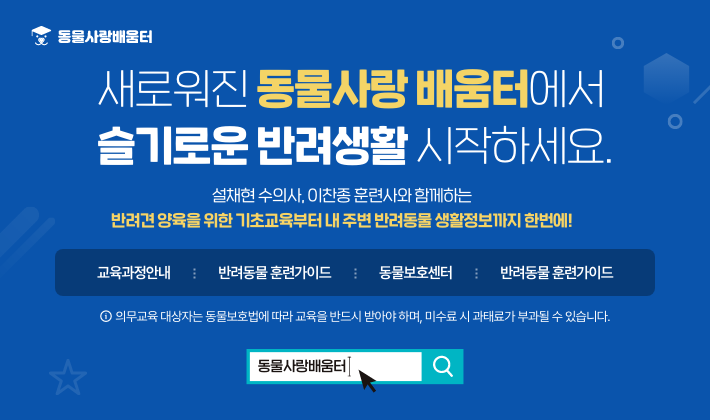 동물사랑배움터
새로워진 동물사랑 배움터에서
슬기로운 반려생활 시작하세요.
설채현 수의사, 이찬종 훈련사와 함께하는
반려견 양육을 위한 기초교육부터 내 주변 반려동물 생활정보까지 한번에!
교육과정안내 ⋮ 반려동물 훈련가이드 ⋮ 동물보호센터 ⋮ 반려동물 훈련가이드
ⓘ 의무교육 대상자는 동물보호법에 따라 교육을 반드시 받아야 하며, 미수료 시 과태료가 부과될 수 있습니다.
동물사랑배움터